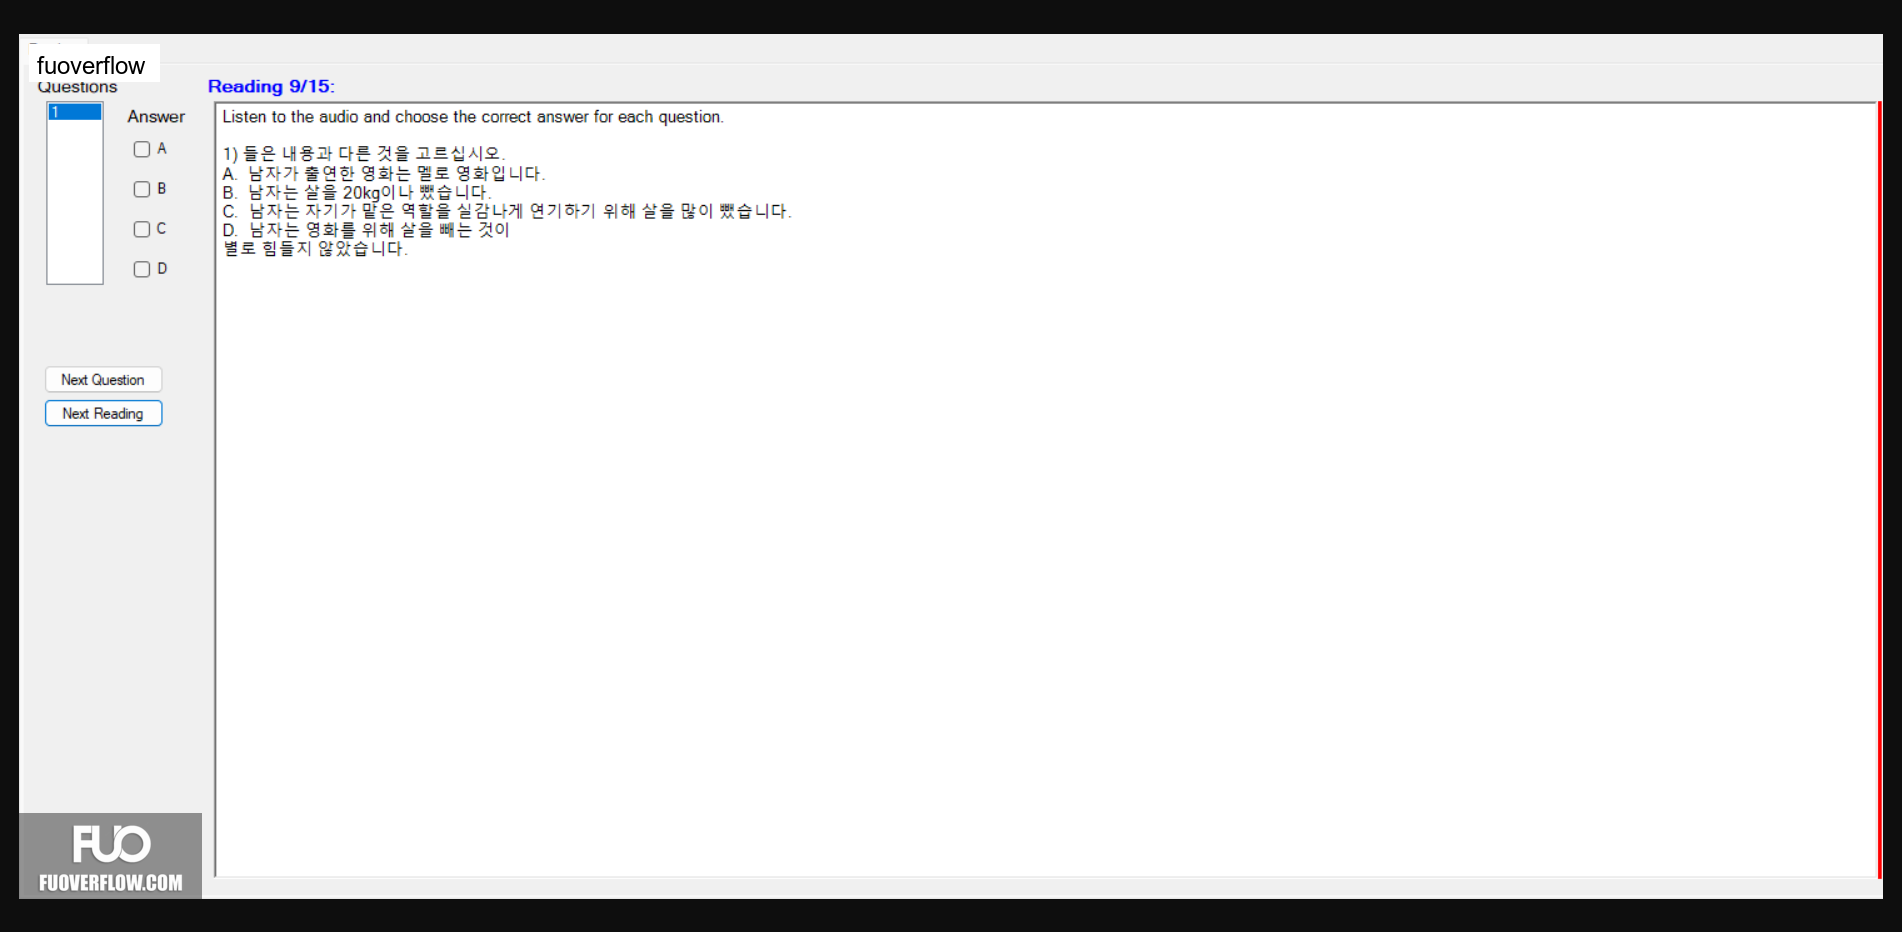 fuoverflow
Questions
Reading 9/15:
1
Answer
A
B
C
D
Next Question
Next Reading
Listen to the audio and choose the correct answer for each question.
1) 들은 내용과 다른 것을 고르십시오.
A. 남자가 출연한 영화는 멜로 영화입니다.
B. 남자는 살을 20kg이나 뺐습니다.
C. 남자는 자기가 맡은 역할을 실감나게 연기하기 위해 살을 많이 뺐습니다.
D. 남자는 영화를 위해 살을 빼는 것이
별로 힘들지 않았습니다.
FUO
FUOVERFLOW.COM